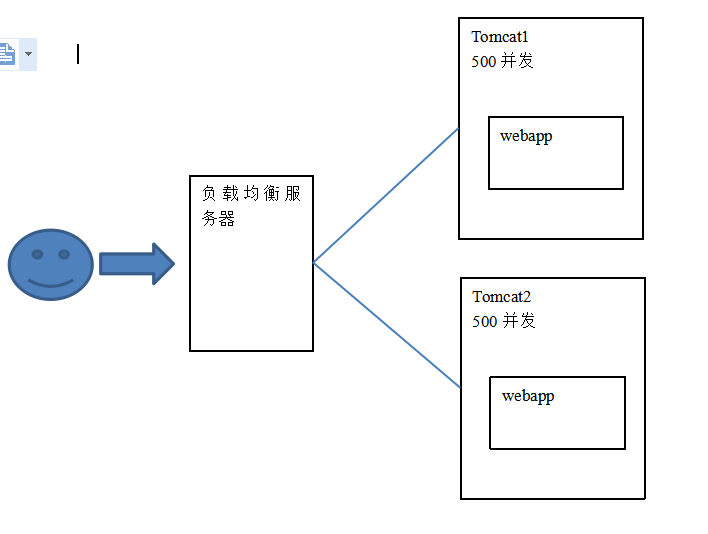 Tomcat1
500 并发
webapp
负载均衡服
务器
Tomcat2
500 并发
webapp